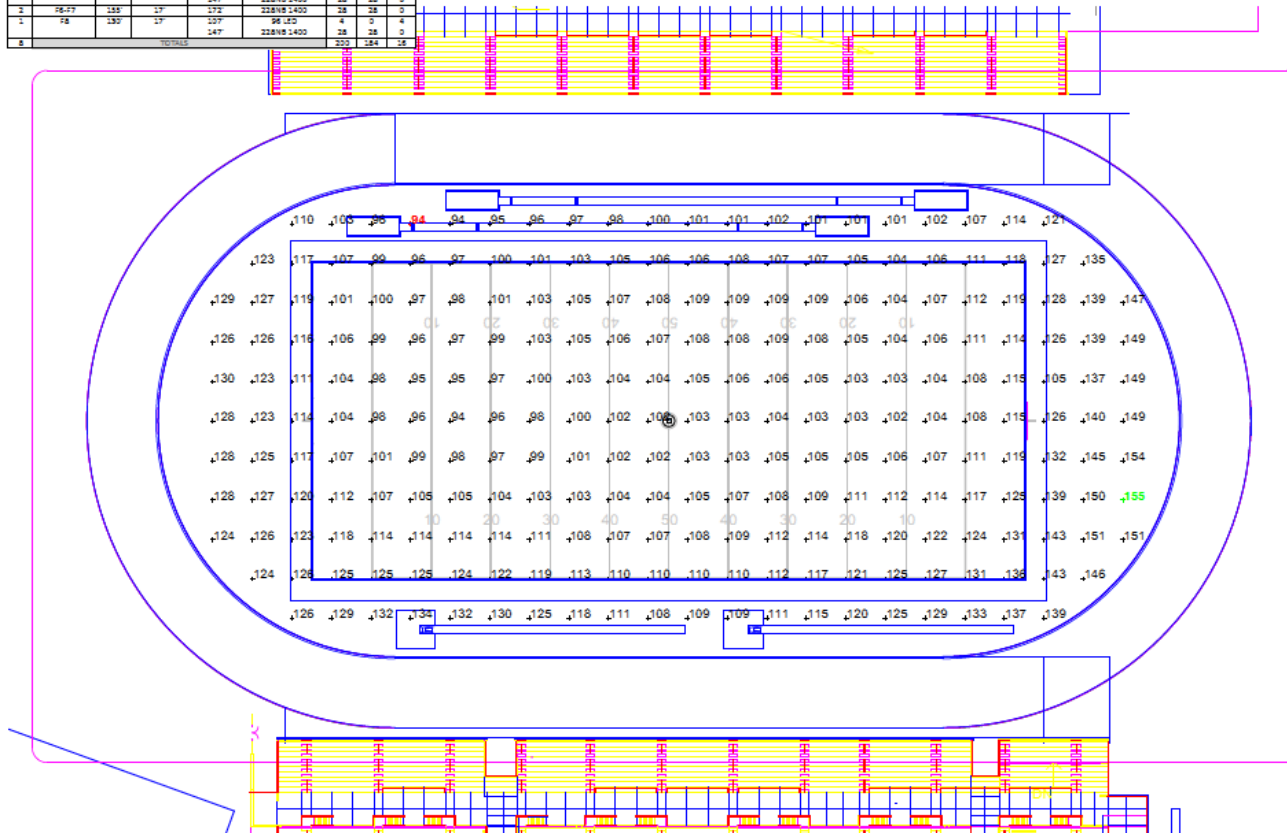 2 F6-F7 155' 17' 172' 228NB 1400 28 28 0
1 F8 130' 17' 107' 96 LED 4 0 4
147' 228NB 1400 28 28 0
8 TOTALS 200 184 16
110 103 98 94 94 95 96 97 98 100 101 101 102 101 101 101 102 107 114 121
123 117 107 99 96 97 100 101 103 105 106 106 108 107 107 105 104 106 111 118 127 135
129 127 119 101 100 97 98 101 103 105 107 108 109 109 109 109 106 104 107 112 119 128 139 147
10 20 30 40 50 40 30 20 10
126 126 116 106 99 96 97 99 103 105 106 107 108 108 109 108 105 104 106 111 114 126 139 149
130 123 111 104 98 95 95 97 100 103 104 104 105 106 106 105 103 103 104 108 115 105 137 149
128 123 114 104 98 96 94 96 98 100 102 103 103 104 103 103 102 104 108 115 126 140 149
128 125 117 107 101 99 98 97 99 101 102 102 103 103 105 105 105 106 107 111 119 132 145 154
128 127 120 112 107 105 105 104 103 103 104 104 105 107 108 109 111 112 114 117 125 139 150 155
10 20 30 40 50 40 30 20 10
124 126 123 118 114 114 114 114 111 108 107 107 108 109 112 114 118 120 122 124 131 143 151 151
124 126 125 125 125 124 122 119 113 110 110 110 110 112 117 121 125 127 131 136 143 146
126 129 132 134 132 130 125 118 111 108 109 109 111 115 120 125 129 133 137 139